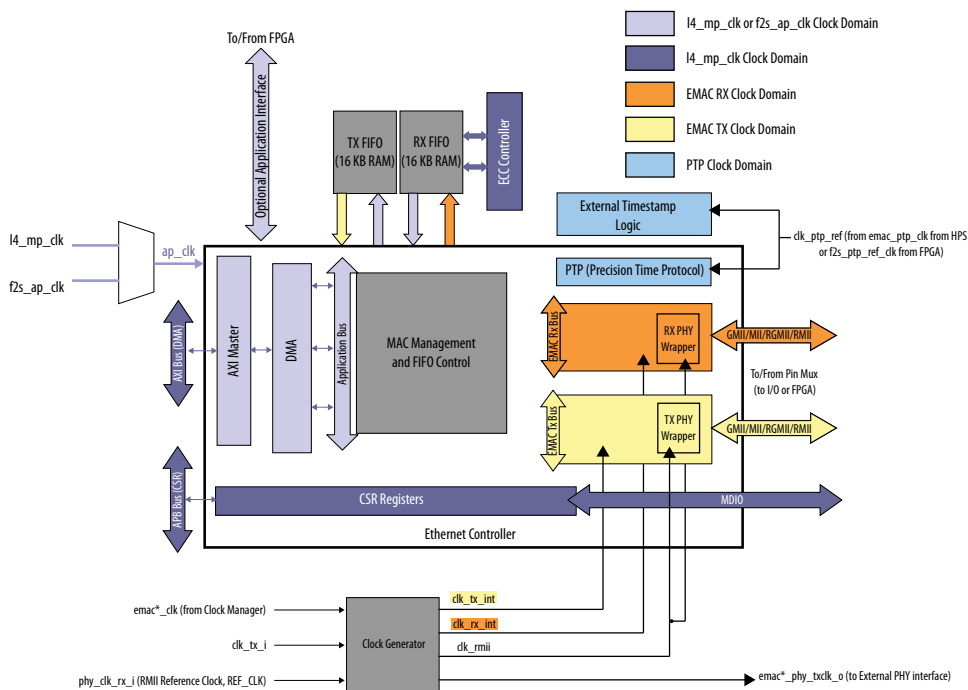 l4_mp_clk or f2s_ap_clk Clock Domain
l4_mp_clk Clock Domain
EMAC RX Clock Domain
EMAC TX Clock Domain
PTP Clock Domain
To/From FPGA
Optional Application Interface
TX FIFO
(16 KB RAM)
RX FIFO
(16 KB RAM)
ECC Controller
External Timestamp
Logic
clk_ptp_ref (from emac_ptp_clk from HPS
or f2s_ptp_ref_clk from FPGA)
PTP (Precision Time Protocol)
l4_mp_clk
ap_clk
f2s_ap_clk
AXI Bus (DMA)
AXI Master
DMA
Application Bus
MAC Management
and FIFO Control
EMAC Rx Bus
RX PHY
Wrapper
GMII/MII/RGMII/RMII
To/From Pin Mux
(to I/O or FPGA)
EMAC Tx Bus
TX PHY
Wrapper
GMII/MII/RGMII/RMII
APB Bus (CSR)
CSR Registers
MDIO
Ethernet Controller
emac*_clk (from Clock Manager)
clk_tx_i
phy_clk_rx_i (RMII Reference Clock, REF_CLK)
Clock Generator
clk_tx_int
clk_rx_int
clk_rmii
emac*_phy_txclk_o (to External PHY interface)